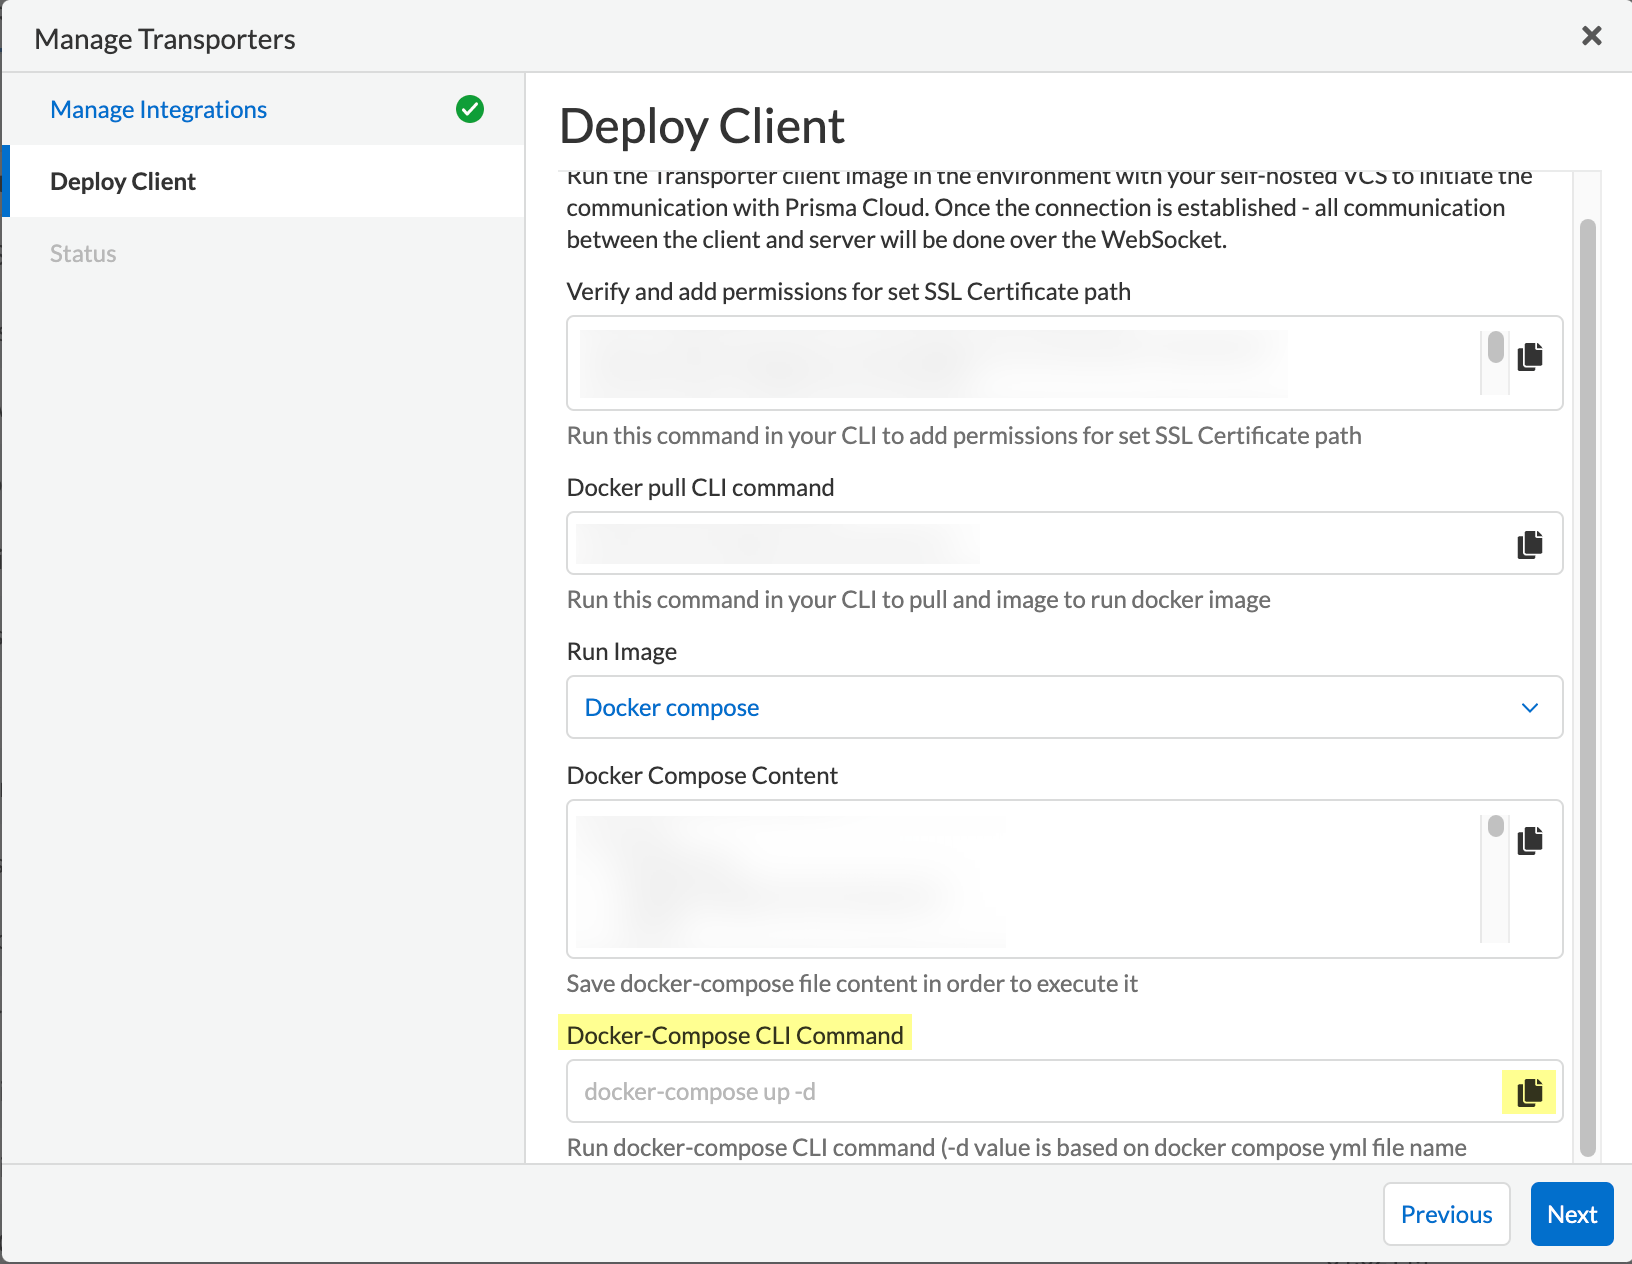 Manage Transporters
Manage Integrations
Deploy Client
Status
Deploy Client
Run the Transporter client image in the environment with your self-hosted VCS to initiate the
communication with Prisma Cloud. Once the connection is established - all communication
between the client and server will be done over the WebSocket.
Verify and add permissions for set SSL Certificate path
Run this command in your CLI to add permissions for set SSL Certificate path
Docker pull CLI command
Run this command in your CLI to pull and image to run docker image
Run Image
Docker compose
Docker Compose Content
Save docker-compose file content in order to execute it
Docker-Compose CLI Command
docker-compose up -d
Run docker-compose CLI command (-d value is based on docker compose yml file name
Previous
Next